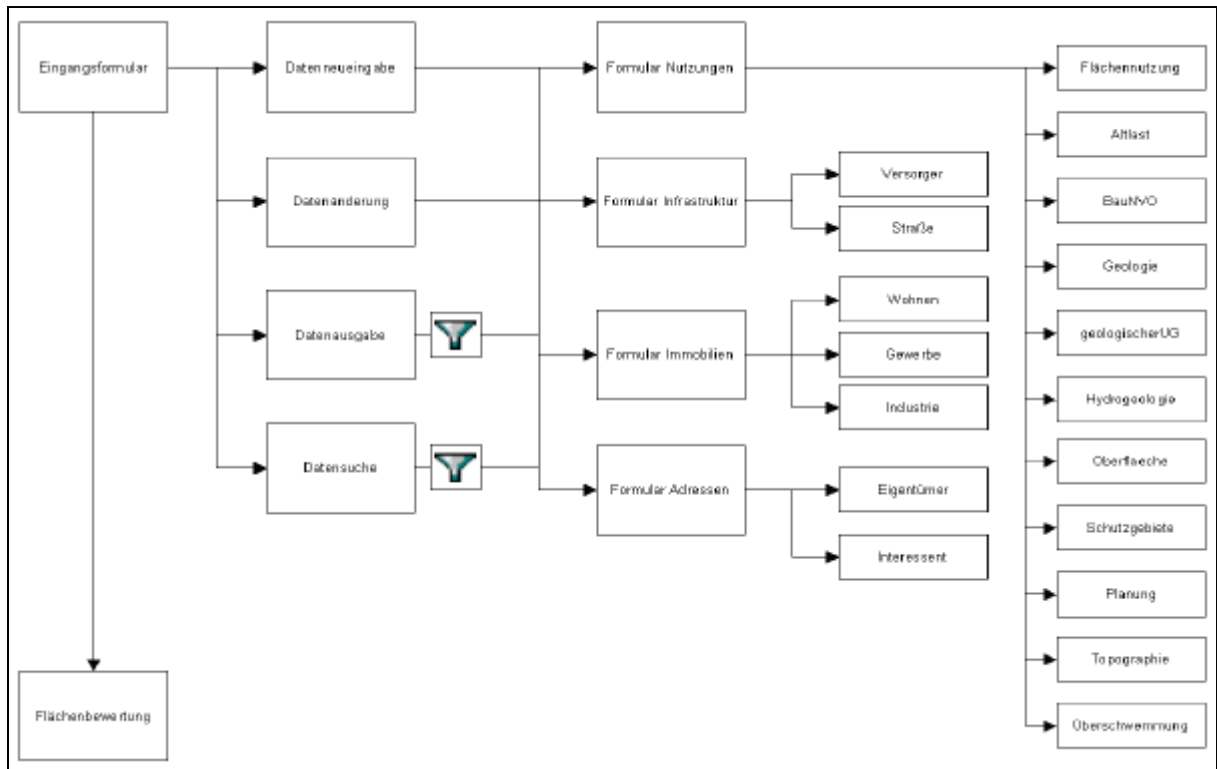 Eingangsformular
Datenneueingabe
Formular Nutzungen
Flächennutzung
Altlast
Versorger
Datenänderung
Formular Infrastruktur
BauNVO
Straße
Geologie
Wohnen
Datenausgabe
geologischerUG
Formular Immobilien
Gewerbe
Hydrogeologie
Industrie
Datensuche
Oberflaeche
Formular Adressen
Eigentümer
Schutzgebiete
Interessent
Planung
Topographie
Flächenbewertung
Überschwemmung